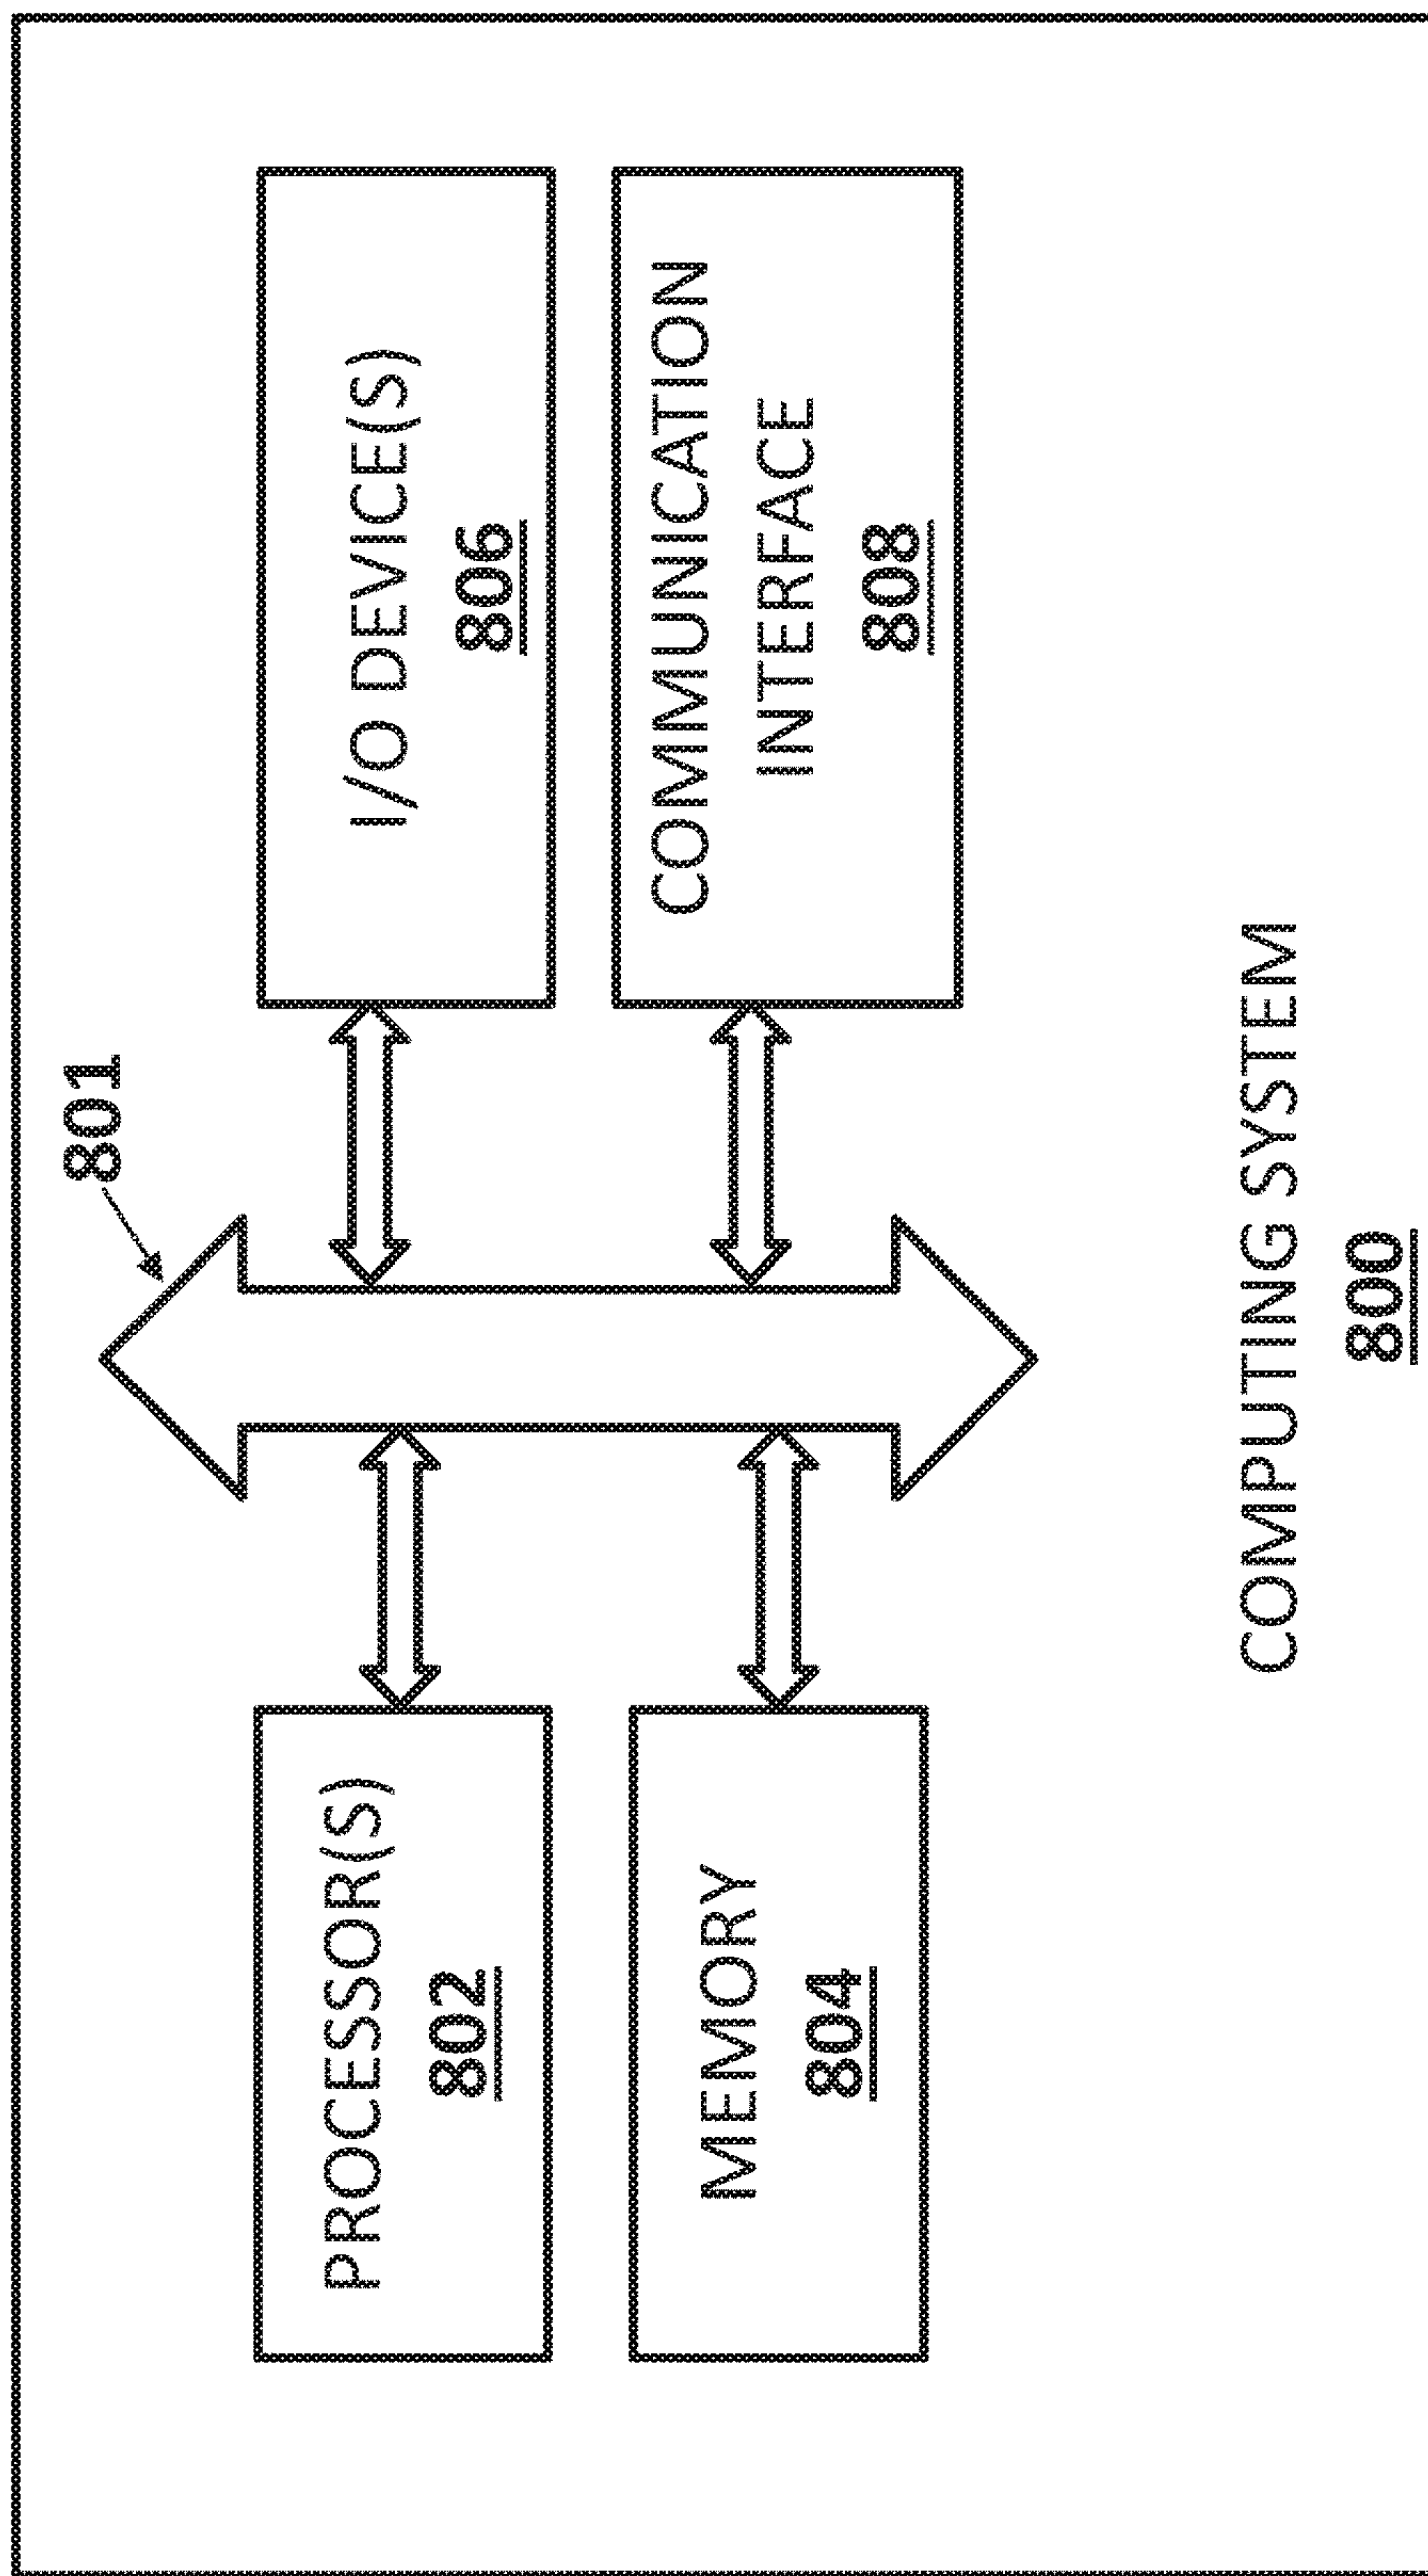 801
PROCESSOR(S)
802
I/O DEVICE(S)
806
MEMORY
804
COMMUNICATION
INTERFACE
808
COMPUTING SYSTEM
800